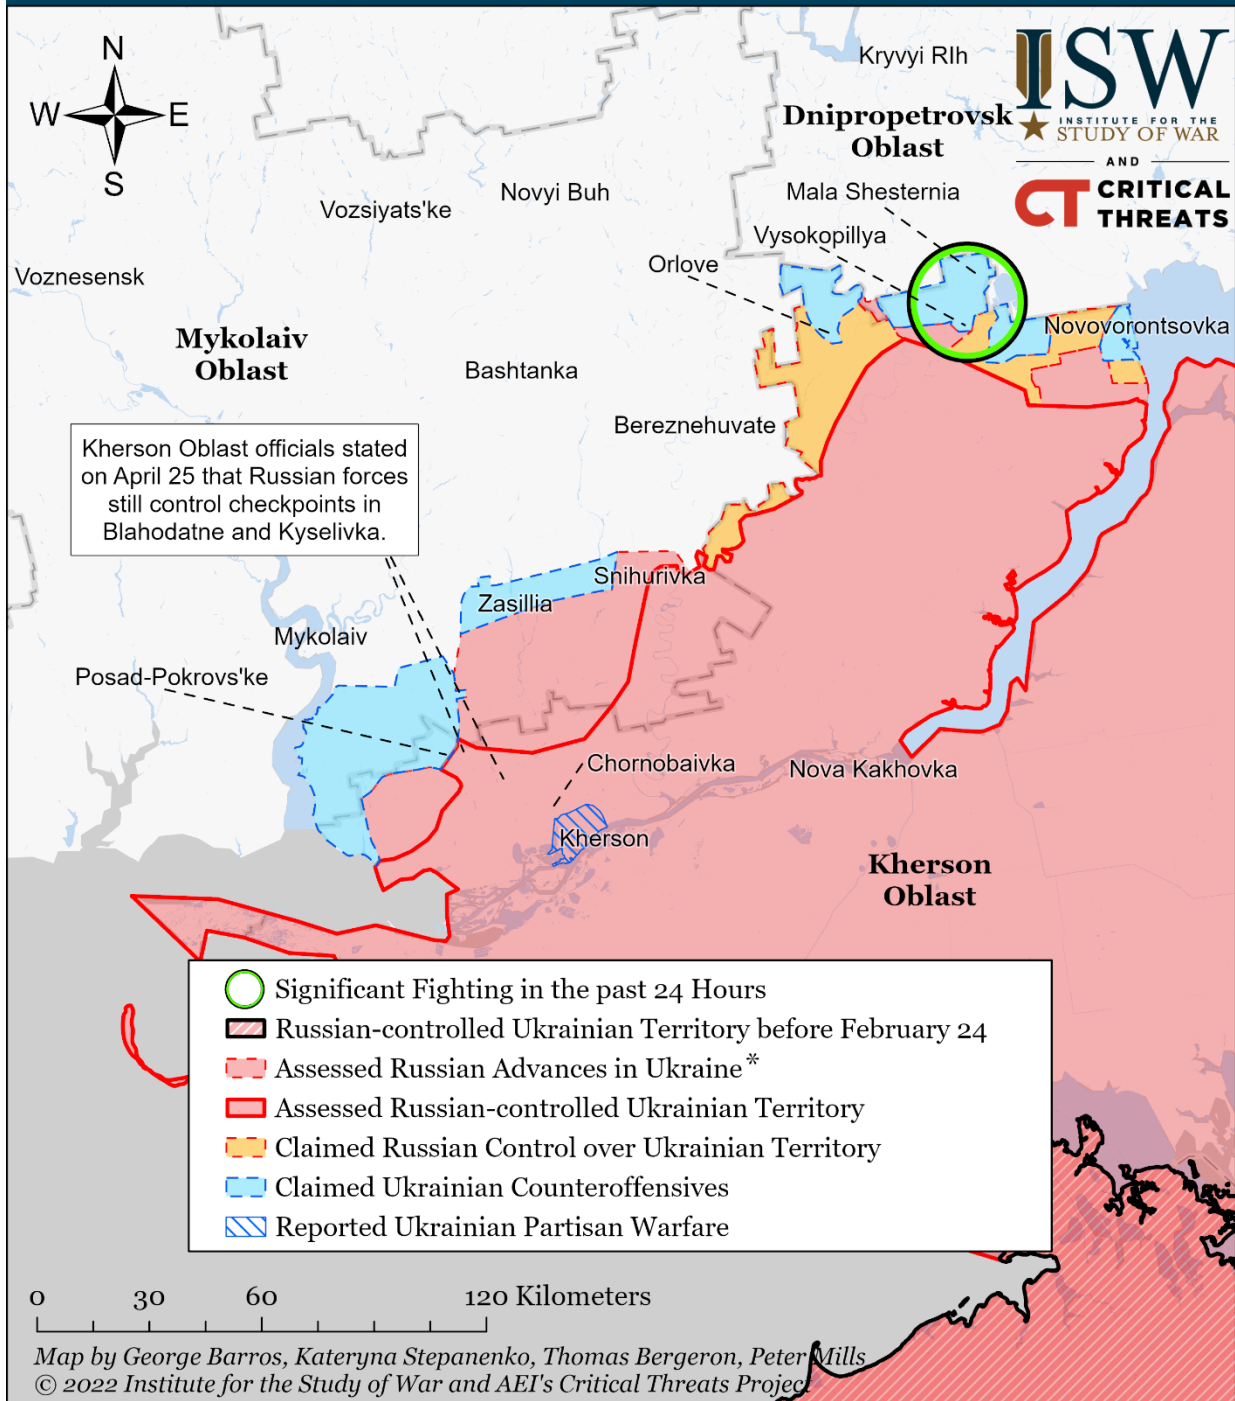 N
W E
S
Kryvyi RIh
ISW
INSTITUTE FOR THE
STUDY OF WAR
AND
CT CRITICAL
THREATS
Dnipropetrovsk
Oblast
Mala Shesternia
Novyi Buh
Vozsiyats'ke
Vysokopillya
Orlove
Voznesensk
Novovorontsovka
Mykolaiv
Oblast
Bashtanka
Bereznehuvate
Kherson Oblast officials stated
on April 25 that Russian forces
still control checkpoints in
Blahodatne and Kyselivka.
Snihurivka
Zasillia
Mykolaiv
Posad-Pokrovs'ke
Chornobaivka
Nova Kakhovka
Kherson
Kherson
Oblast
Significant Fighting in the past 24 Hours
Russian-controlled Ukrainian Territory before February 24
Assessed Russian Advances in Ukraine*
Assessed Russian-controlled Ukrainian Territory
Claimed Russian Control over Ukrainian Territory
Claimed Ukrainian Counteroffensives
Reported Ukrainian Partisan Warfare
0 30 60 120 Kilometers
Map by George Barros, Kateryna Stepanenko, Thomas Bergeron, Peter Mills
© 2022 Institute for the Study of War and AEI's Critical Threats Project